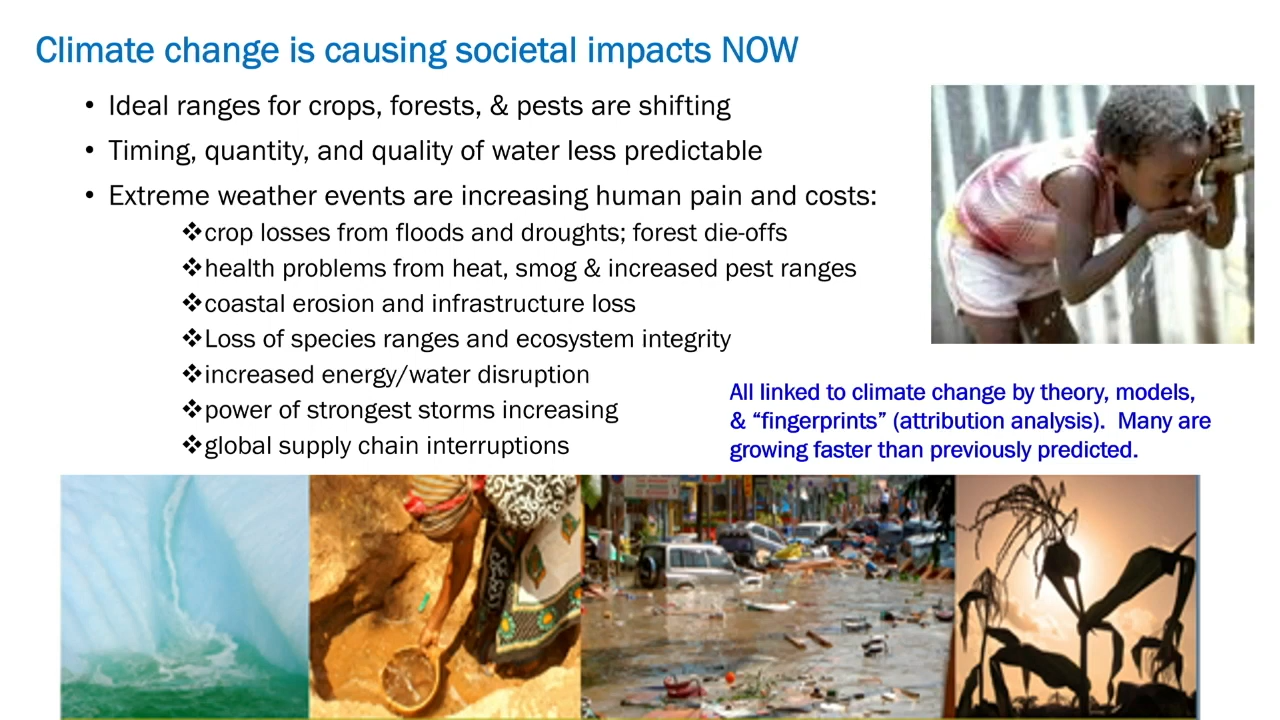 Climate change is causing societal impacts NOW
• Ideal ranges for crops, forests, & pests are shifting
• Timing, quantity, and quality of water less predictable
• Extreme weather events are increasing human pain and costs:
❖crop losses from floods and droughts; forest die-offs
❖health problems from heat, smog & increased pest ranges
❖coastal erosion and infrastructure loss
❖Loss of species ranges and ecosystem integrity
❖increased energy/water disruption
❖power of strongest storms increasing
❖global supply chain interruptions
All linked to climate change by theory, models,
& “fingerprints” (attribution analysis).  Many are
growing faster than previously predicted.